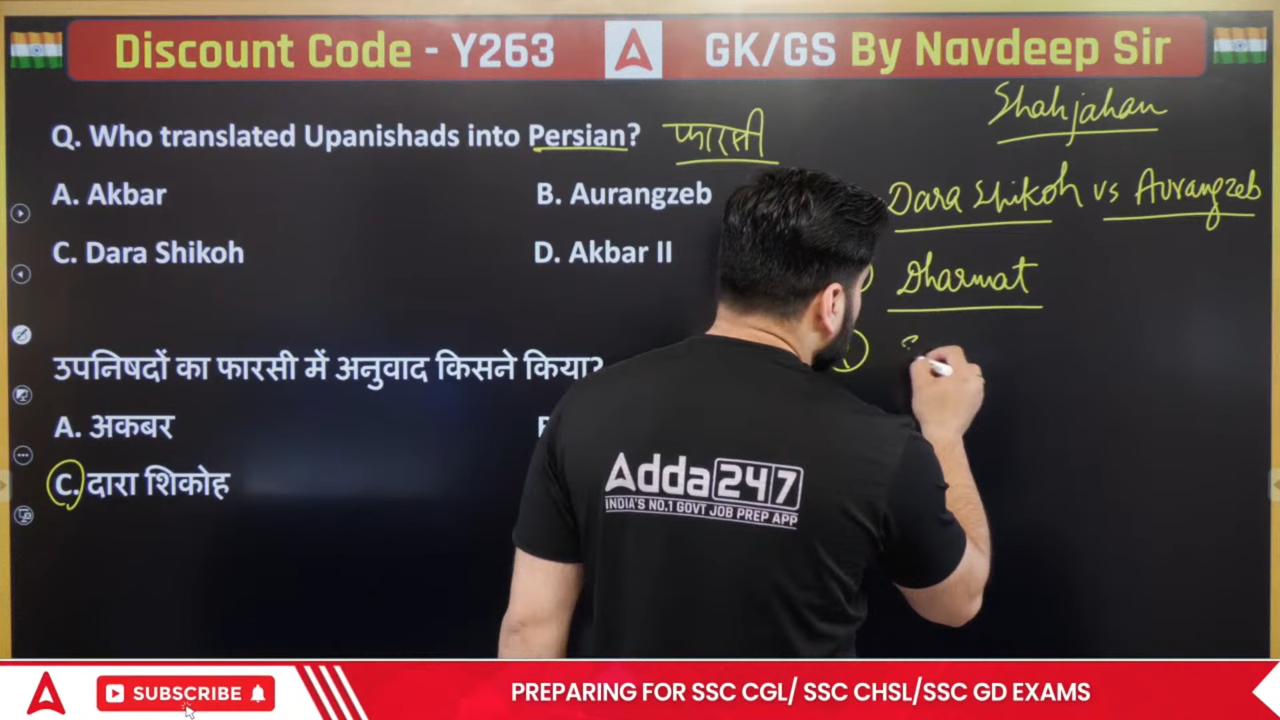 Discount Code - Y263
GK/GS By Navdeep Sir
Shahjahan
Q. Who translated Upanishads into Persian? फारसी
A. Akbar
B. Aurangzeb
Dara Shikoh vs Aurangzeb
C. Dara Shikoh
D. Akbar II
Dharmat
उपनिषदों का फारसी में अनुवाद किसने किया?
A. अकबर
C. दारा शिकोह
Adda 247
INDIA'S NO.1 GOVT JOB PREP APP
SUBSCRIBE
PREPARING FOR SSC CGL/ SSC CHSL/SSC GD EXAMS